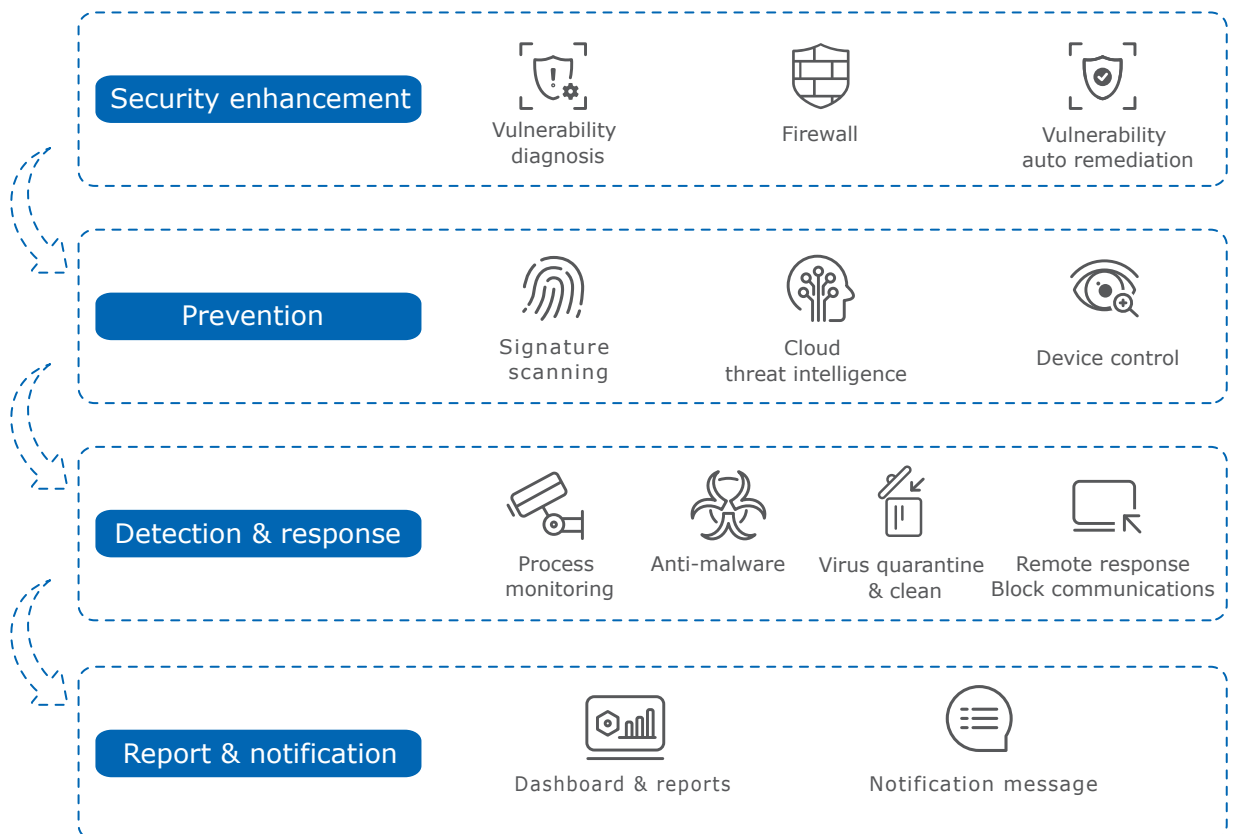 Security enhancement
Vulnerability
diagnosis
Firewall
Vulnerability
auto remediation
Prevention
Signature
scanning
Cloud
threat intelligence
Device control
Detection & response
Process
monitoring
Anti-malware
Virus quarantine
& clean
Remote response
Block communications
Report & notification
Dashboard & reports
Notification message